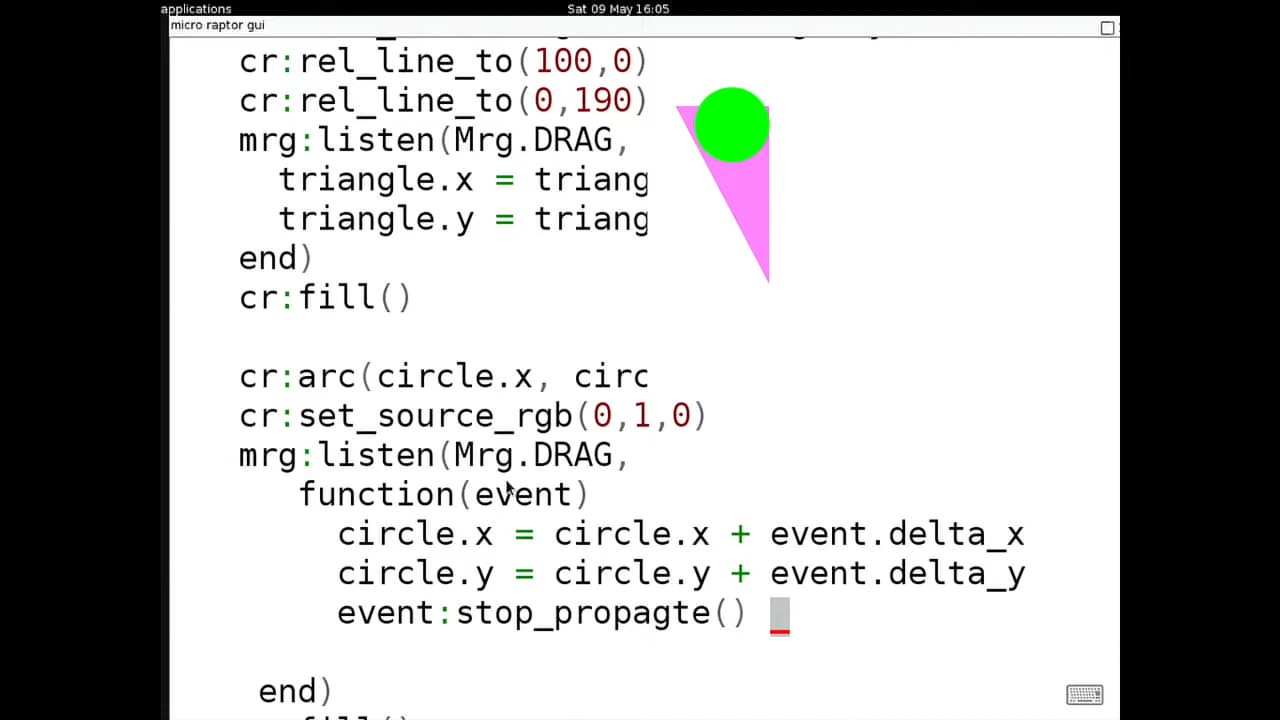 applications
Sat 09 May 16:05
micro raptor gui
cr:rel_line_to(100,0)
cr:rel_line_to(0,190)
mrg:listen(Mrg.DRAG,
triangle.x = triang
triangle.y = triang
end)
cr:fill()
cr:arc(circle.x, circ
cr:set_source_rgb(0,1,0)
mrg:listen(Mrg.DRAG,
function(event)
circle.x = circle.x + event.delta_x
circle.y = circle.y + event.delta_y
event:stop_propagte()
end)